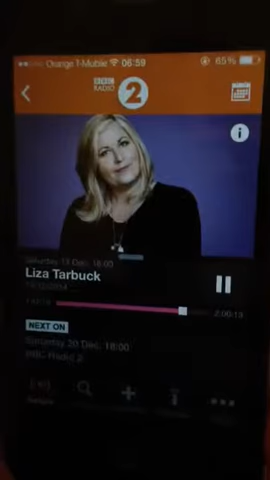 Orange T-Mobile 06:59 65%
BBC
RADIO 2
i
Saturday 13 Dec, 18:00
Liza Tarbuck
13/12/2014
2:00:13
NEXT ON
Saturday 20 Dec, 18:00
BBC Radio 2